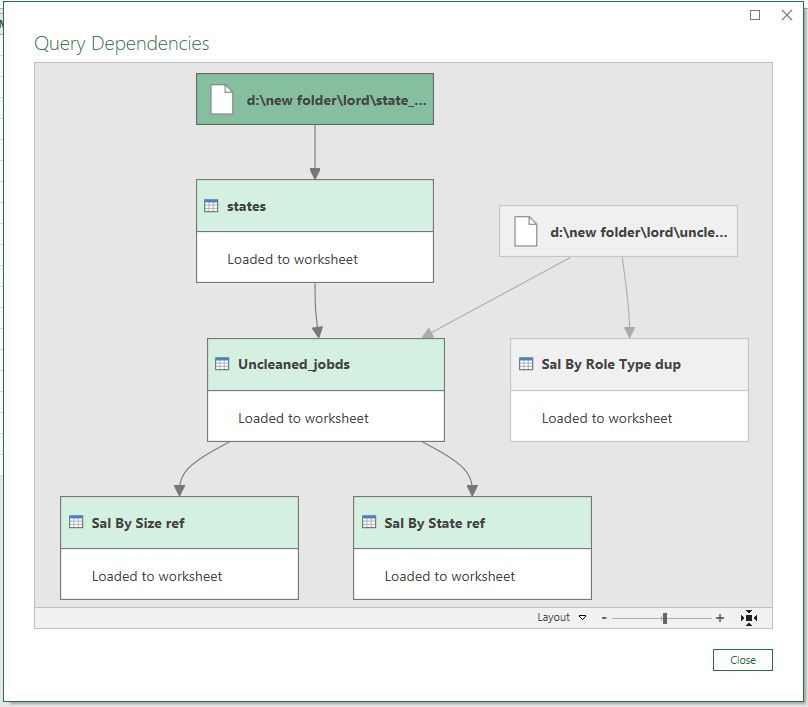 Query Dependencies
d:\new folder\lord\state_...
states
Loaded to worksheet
d:\new folder\lord\uncle...
Uncleaned_jobds
Loaded to worksheet
Sal By Role Type dup
Loaded to worksheet
Sal By Size ref
Loaded to worksheet
Sal By State ref
Loaded to worksheet
Layout
- +
Close